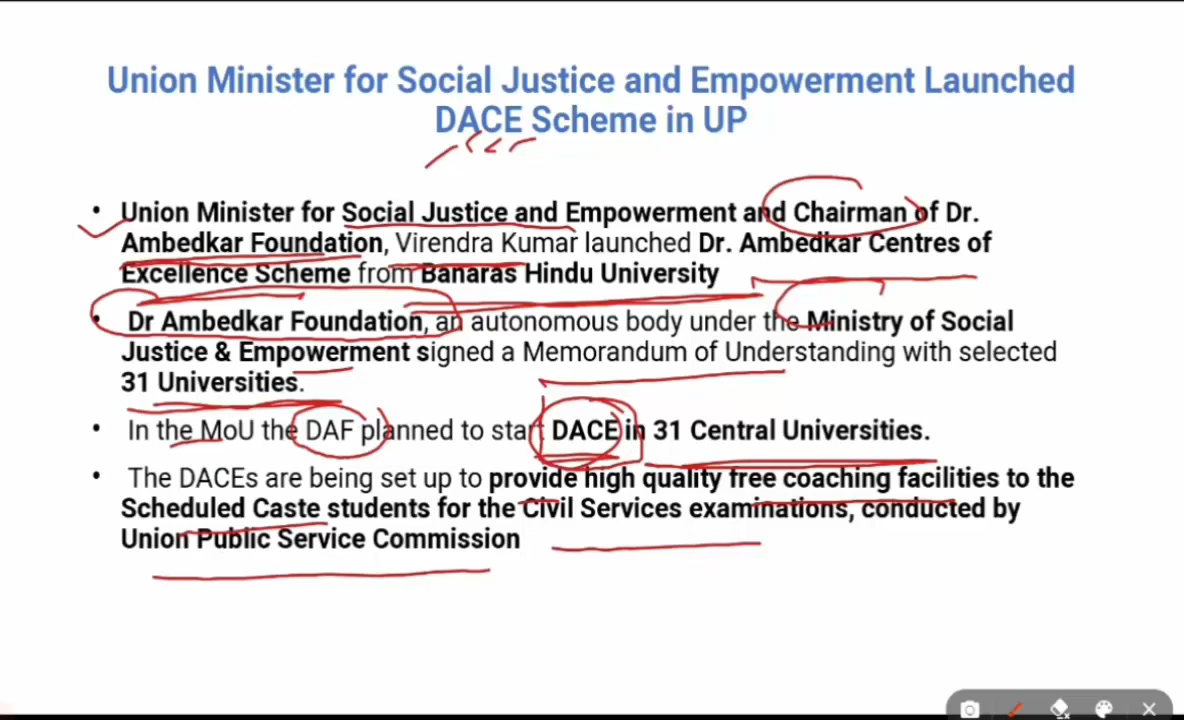 Union Minister for Social Justice and Empowerment Launched
DACE Scheme in UP
• Union Minister for Social Justice and Empowerment and Chairman of Dr.
Ambedkar Foundation, Virendra Kumar launched Dr. Ambedkar Centres of
Excellence Scheme from Banaras Hindu University
• Dr Ambedkar Foundation, an autonomous body under the Ministry of Social
Justice & Empowerment signed a Memorandum of Understanding with selected
31 Universities.
• In the MoU the DAF planned to start DACE in 31 Central Universities.
• The DACEs are being set up to provide high quality free coaching facilities to the
Scheduled Caste students for the Civil Services examinations, conducted by
Union Public Service Commission